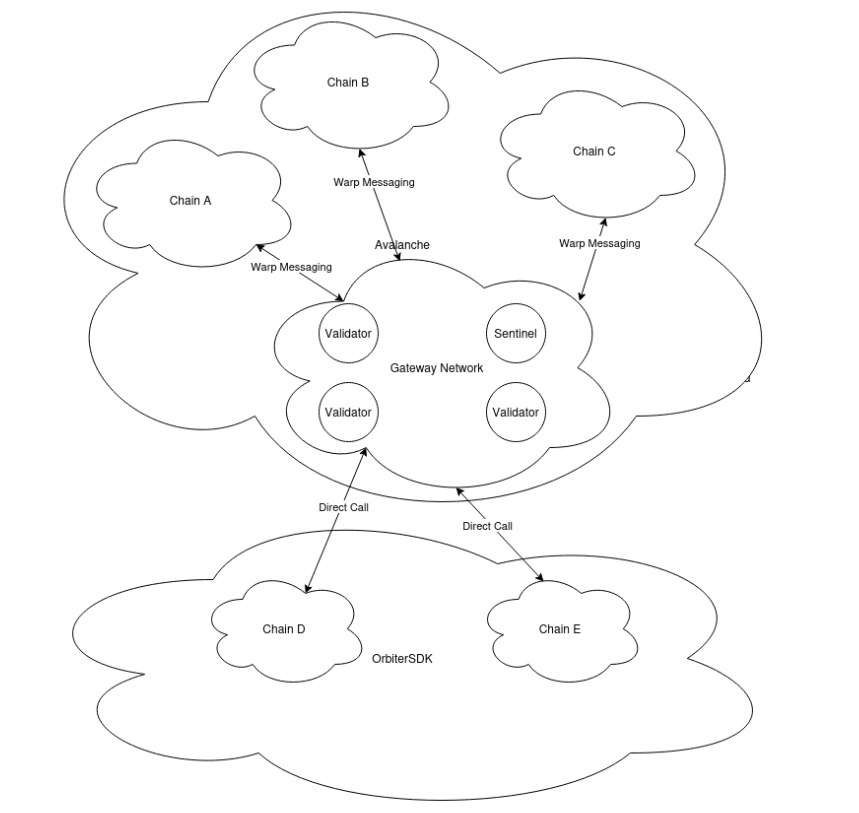 Chain B
Chain C
Warp Messaging
Chain A
Avalanche
Warp Messaging
Warp Messaging
Validator
Sentinel
Gateway Network
Validator
Validator
Direct Call
Direct Call
Chain D
Chain E
OrbiterSDK